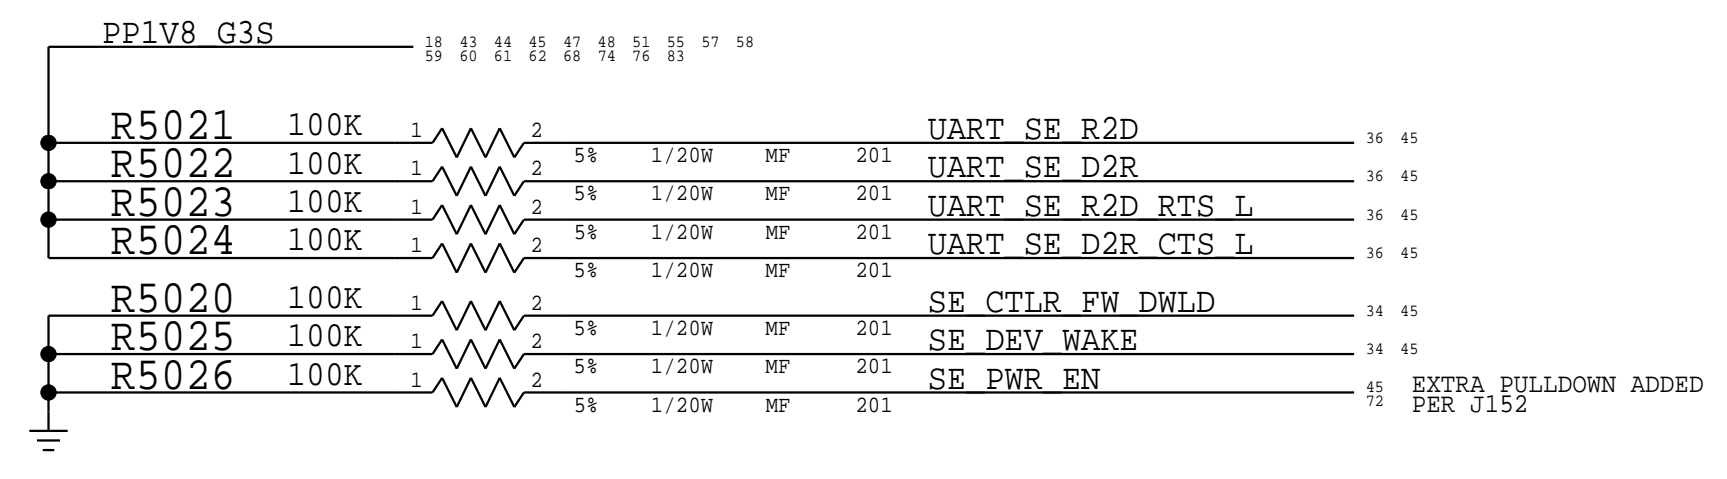 PP1V8_G3S
18 43 44 45 47 48 51 55 57 58
59 60 61 62 68 74 76 83
R5021 100K 1 2 UART_SE_R2D 36 45
5% 1/20W MF 201
R5022 100K 1 2 UART_SE_D2R 36 45
5% 1/20W MF 201
R5023 100K 1 2 UART_SE_R2D_RTS_L 36 45
5% 1/20W MF 201
R5024 100K 1 2 UART_SE_D2R_CTS_L 36 45
5% 1/20W MF 201
R5020 100K 1 2 SE_CTLR_FW_DWLD 34 45
5% 1/20W MF 201
R5025 100K 1 2 SE_DEV_WAKE 34 45
5% 1/20W MF 201
R5026 100K 1 2 SE_PWR_EN 45 EXTRA PULLDOWN ADDED
72 PER J152
5% 1/20W MF 201